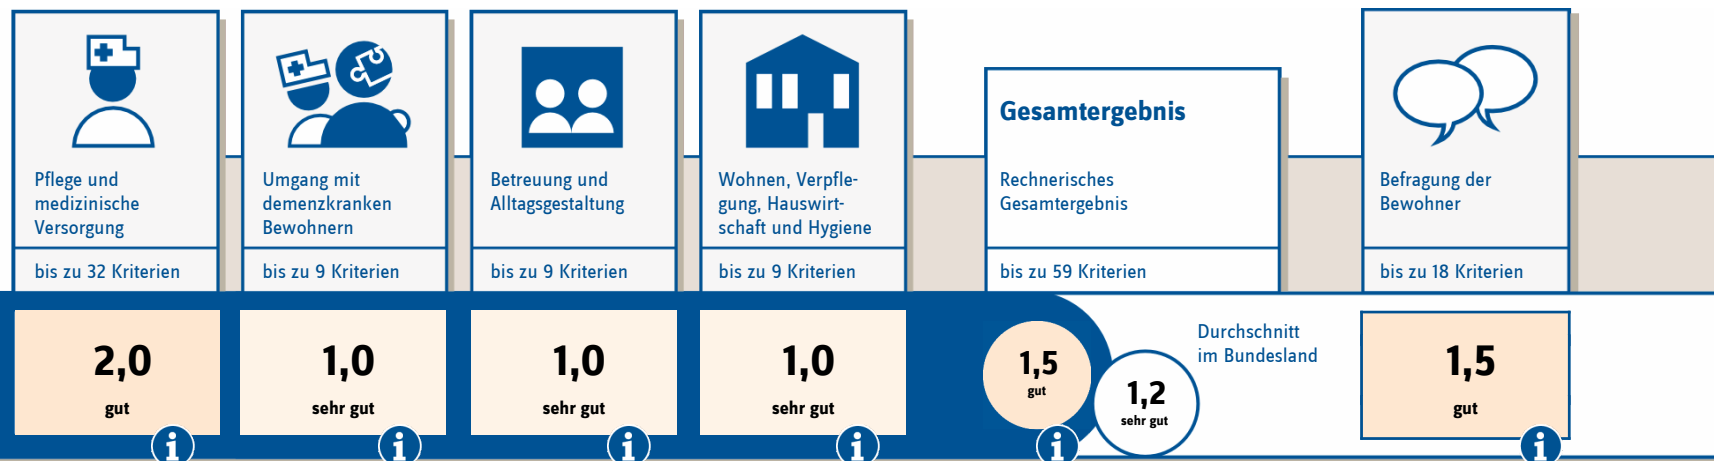 Pflege und
medizinische
Versorgung
bis zu 32 Kriterien
2,0
gut
i
Umgang mit
demenzkranken
Bewohnern
bis zu 9 Kriterien
1,0
sehr gut
i
Betreuung und
Alltagsgestaltung
bis zu 9 Kriterien
1,0
sehr gut
i
Wohnen, Verpfle-
gung, Hauswirt-
schaft und Hygiene
bis zu 9 Kriterien
1,0
sehr gut
i
Gesamtergebnis
Rechnerisches
Gesamtergebnis
bis zu 59 Kriterien
1,5
gut
i
Durchschnitt
im Bundesland
1,2
sehr gut
Befragung der
Bewohner
bis zu 18 Kriterien
1,5
gut
i